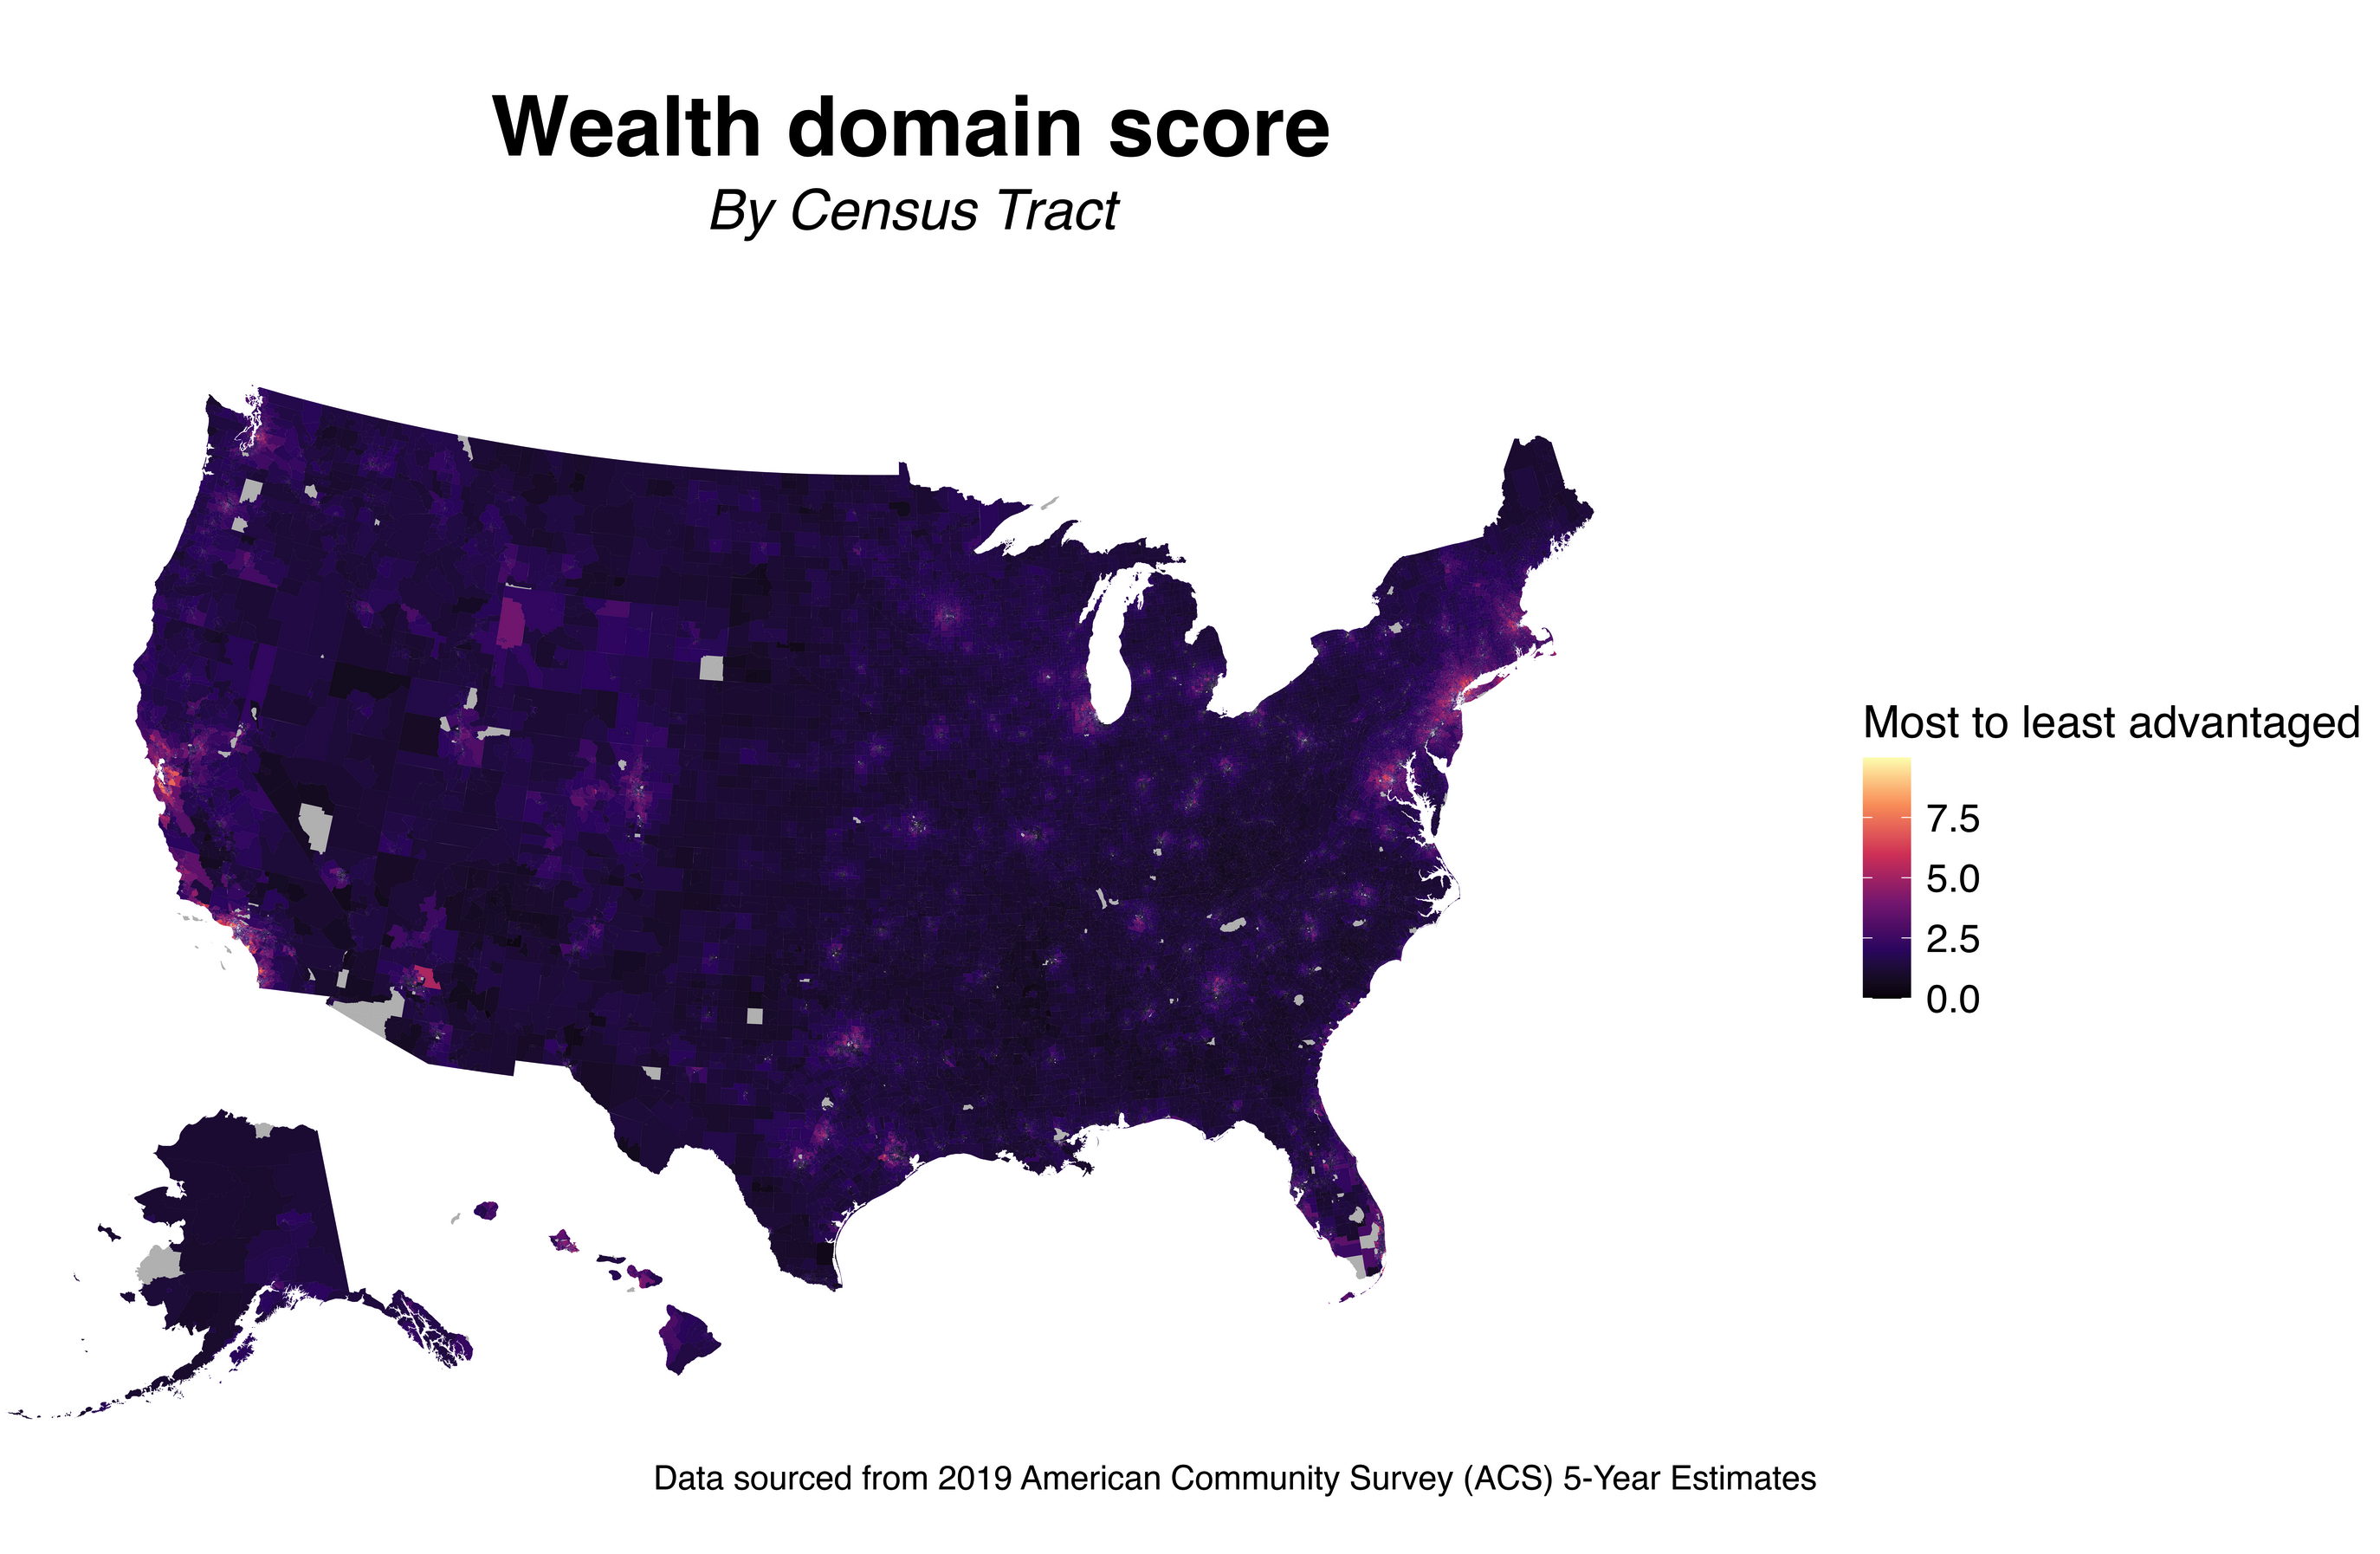 Wealth domain score
By Census Tract
Most to least advantaged
7.5
5.0
2.5
0.0
Data sourced from 2019 American Community Survey (ACS) 5-Year Estimates